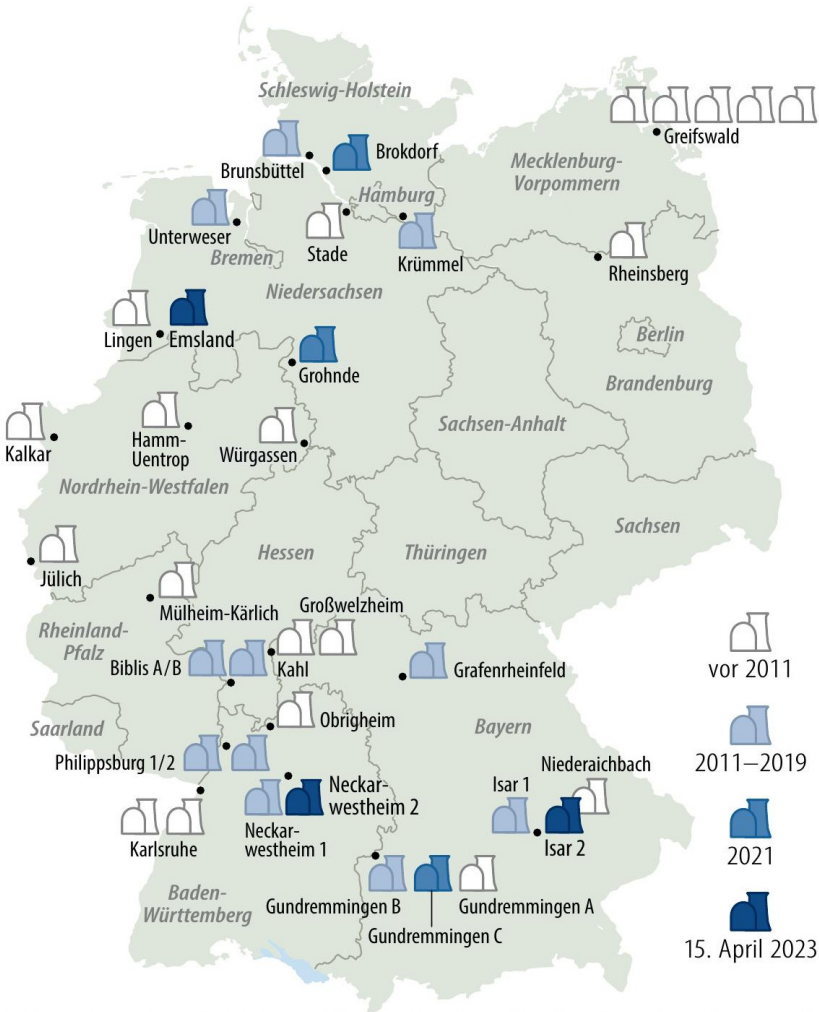 Schleswig-Holstein
Brokdorf
Brunsbüttel
Greifswald
Mecklenburg-
Vorpommern
Hamburg
Unterweser
Stade
Bremen
Krümmel
Rheinsberg
Niedersachsen
Lingen
Emsland
Berlin
Grohnde
Brandenburg
Sachsen-Anhalt
Kalkar
Hamm-
Uentrop
Würgassen
Nordrhein-Westfalen
Sachsen
Hessen
Thüringen
Jülich
Mülheim-Kärlich
Großwelzheim
Rheinland-
Pfalz
Biblis A/B
Kahl
Grafenrheinfeld
vor 2011
Saarland
Obrigheim
Bayern
Philippsburg 1/2
2011–2019
Niederaichbach
Neckar-
westheim 2
Isar 1
Neckar-
westheim 1
Karlsruhe
Isar 2
2021
Baden-
Württemberg
Gundremmingen B
Gundremmingen A
Gundremmingen C
15. April 2023